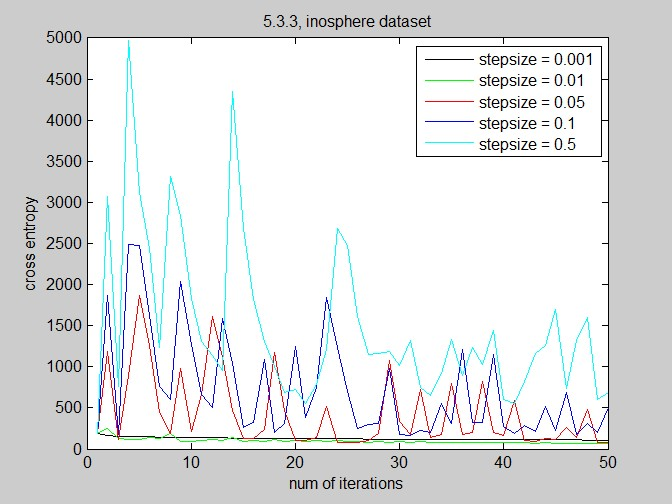 5.3.3, inosphere dataset
5000
4500
4000
3500
3000
2500
2000
1500
1000
500
0
cross entropy
stepsize = 0.001
stepsize = 0.01
stepsize = 0.05
stepsize = 0.1
stepsize = 0.5
0 10 20 30 40 50
num of iterations